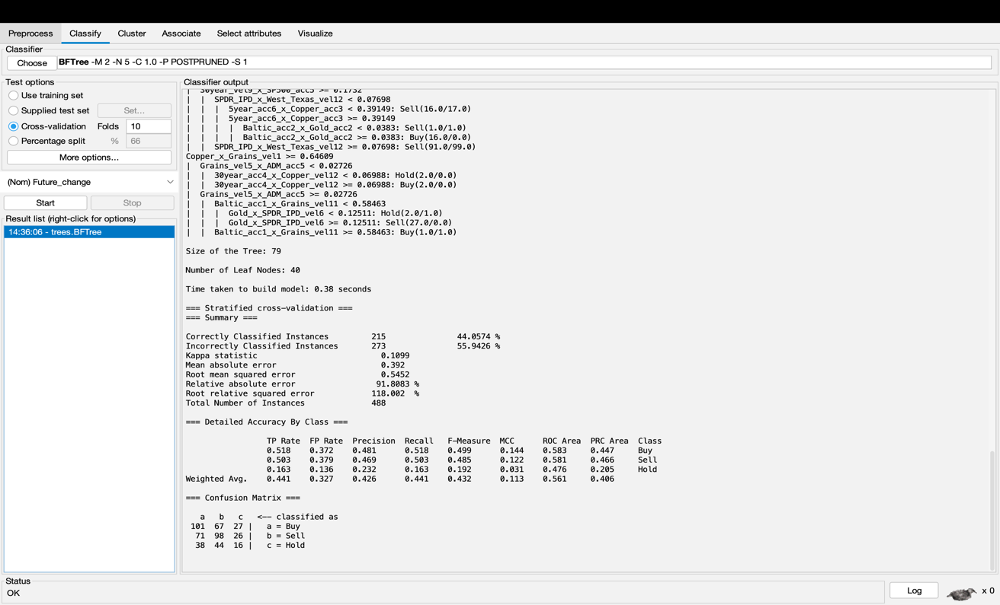 Preprocess Classify Cluster Associate Select attributes Visualize
Classifier
Choose BFTree -M 2 -N 5 -C 1.0 -P POSTPRUNED -S 1
Test options
Use training set
Supplied test set Set...
Cross-validation Folds 10
Percentage split % 66
More options...
(Nom) Future_change
Start Stop
Result list (right-click for options)
14:36:06 - trees.BFTree
Classifier output
| 30year_vel9_x_SP500_acc5 >= 0.1732
| | SPDR_IPD_x_West_Texas_vel12 < 0.07698
| | | 5year_acc6_x_Copper_acc3 < 0.39149: Sell(16.0/17.0)
| | | 5year_acc6_x_Copper_acc3 >= 0.39149
| | | | Baltic_acc2_x_Gold_acc2 < 0.0383: Sell(1.0/1.0)
| | | | Baltic_acc2_x_Gold_acc2 >= 0.0383: Buy(16.0/0.0)
| | SPDR_IPD_x_West_Texas_vel12 >= 0.07698: Sell(91.0/99.0)
Copper_x_Grains_vel1 >= 0.64609
| Grains_vel5_x_ADM_acc5 < 0.02726
| | 30year_acc4_x_Copper_vel12 < 0.06988: Hold(2.0/0.0)
| | 30year_acc4_x_Copper_vel12 >= 0.06988: Buy(2.0/0.0)
| Grains_vel5_x_ADM_acc5 >= 0.02726
| | Baltic_acc1_x_Grains_vel11 < 0.58463
| | | Gold_x_SPDR_IPD_vel6 < 0.12511: Hold(2.0/1.0)
| | | Gold_x_SPDR_IPD_vel6 >= 0.12511: Sell(27.0/0.0)
| | Baltic_acc1_x_Grains_vel11 >= 0.58463: Buy(1.0/1.0)
Size of the Tree: 79
Number of Leaf Nodes: 40
Time taken to build model: 0.38 seconds
=== Stratified cross-validation ===
=== Summary ===
Correctly Classified Instances 215 44.0574 %
Incorrectly Classified Instances 273 55.9426 %
Kappa statistic 0.1099
Mean absolute error 0.392
Root mean squared error 0.5452
Relative absolute error 91.8083 %
Root relative squared error 118.002 %
Total Number of Instances 488
=== Detailed Accuracy By Class ===
TP Rate FP Rate Precision Recall F-Measure MCC ROC Area PRC Area Class
0.518 0.372 0.481 0.518 0.499 0.144 0.583 0.447 Buy
0.503 0.379 0.469 0.503 0.485 0.122 0.581 0.466 Sell
0.163 0.136 0.232 0.163 0.192 0.031 0.476 0.205 Hold
Weighted Avg. 0.441 0.327 0.426 0.441 0.432 0.113 0.561 0.406
=== Confusion Matrix ===
a b c <-- classified as
101 67 27 | a = Buy
71 98 26 | b = Sell
38 44 16 | c = Hold
Status
OK
Log x 0